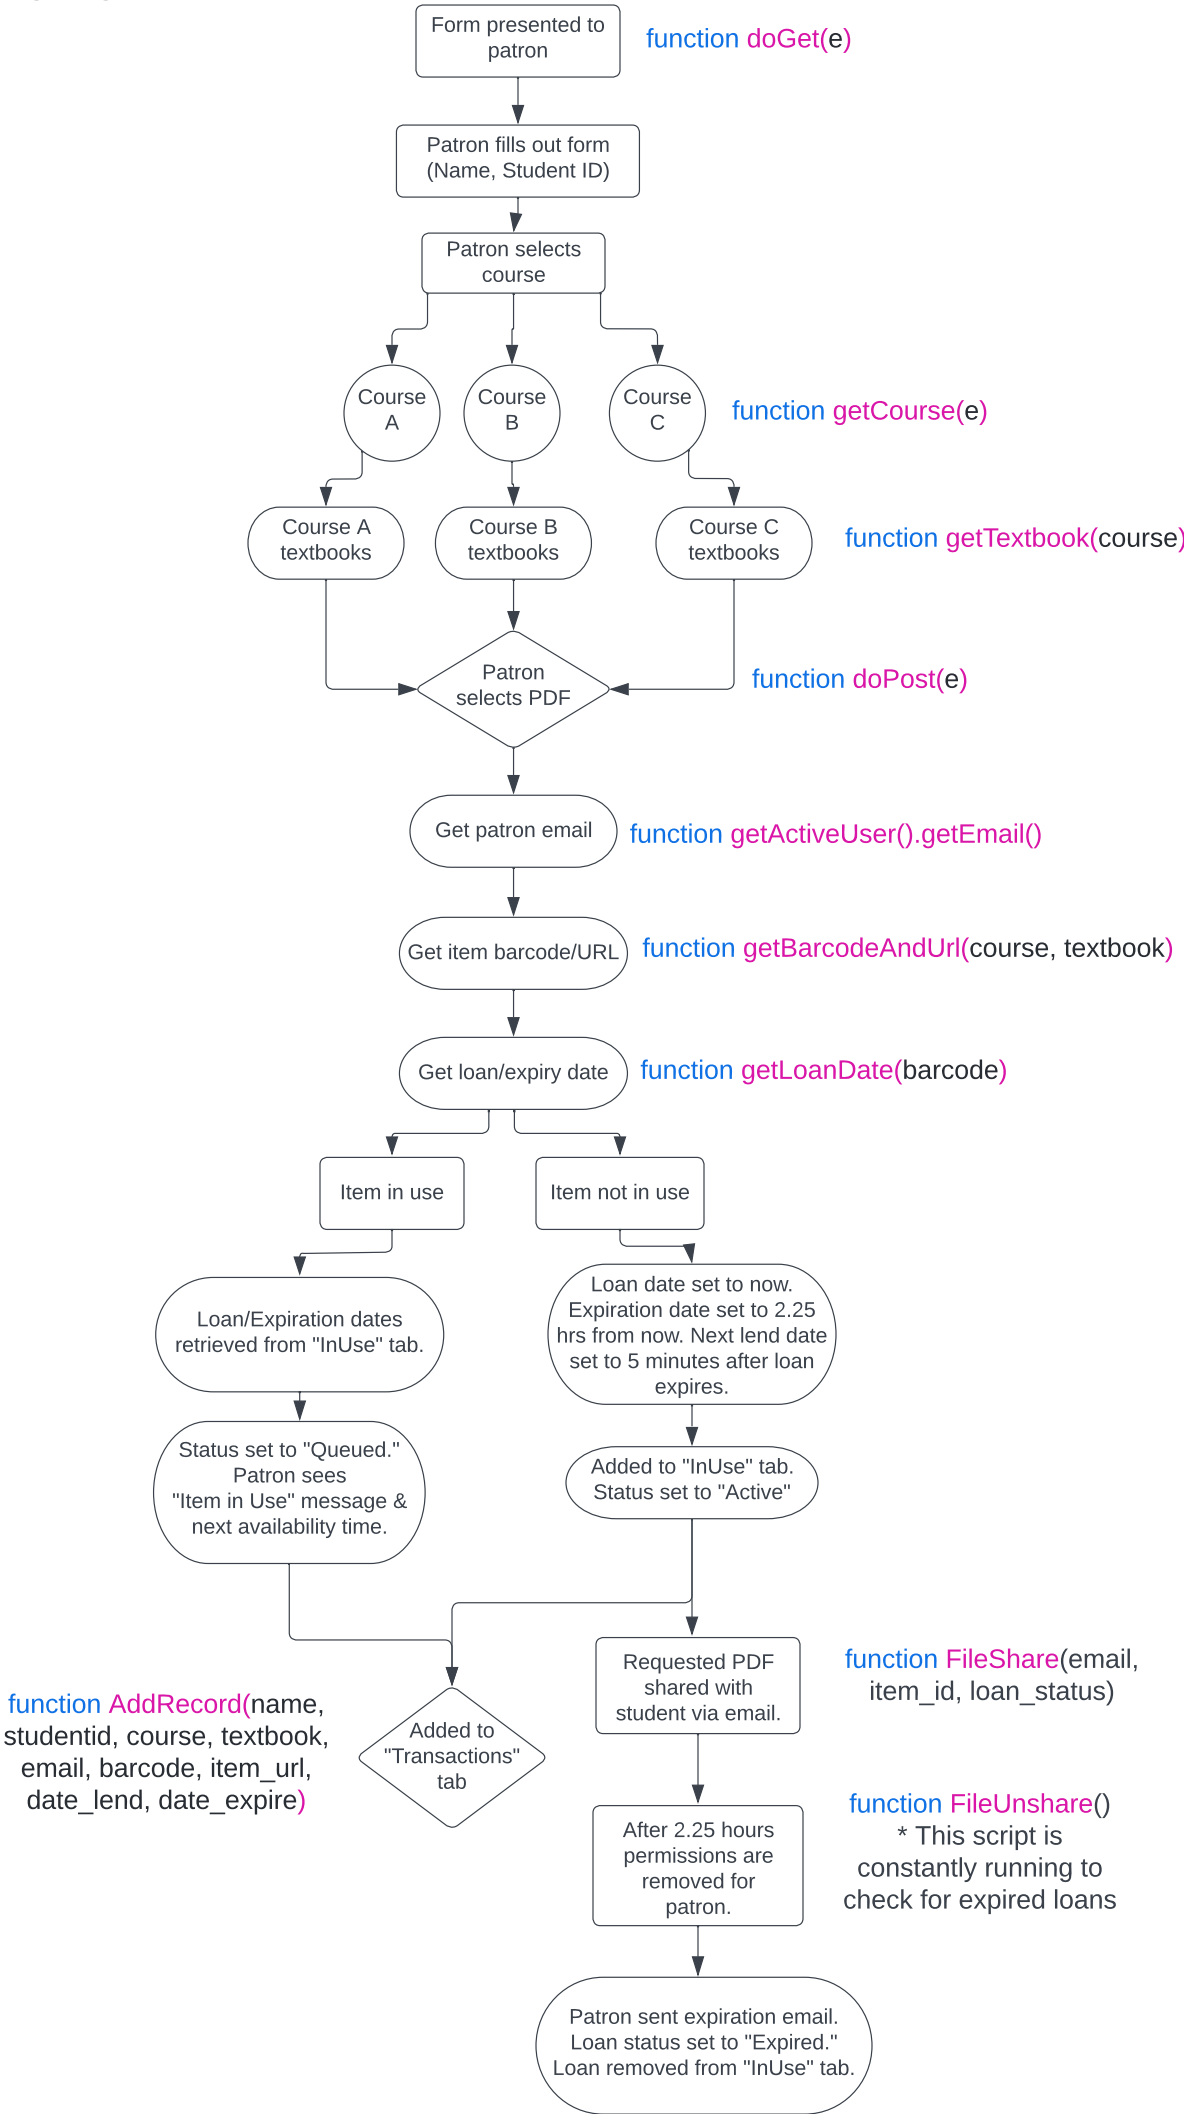 Form presented to
patron
function doGet(e)
Patron fills out form
(Name, Student ID)
Patron selects
course
Course
A
Course
B
Course
C
function getCourse(e)
Course A
textbooks
Course B
textbooks
Course C
textbooks
function getTextbook(course)
Patron
selects PDF
function doPost(e)
Get patron email
function getActiveUser().getEmail()
Get item barcode/URL
function getBarcodeAndUrl(course, textbook)
Get loan/expiry date
function getLoanDate(barcode)
Item in use
Item not in use
Loan/Expiration dates
retrieved from "InUse" tab.
Loan date set to now.
Expiration date set to 2.25
hrs from now. Next lend date
set to 5 minutes after loan
expires.
Status set to "Queued."
Patron sees
"Item in Use" message &
next availability time.
Added to "InUse" tab.
Status set to "Active"
Requested PDF
shared with
student via email.
function FileShare(email,
item_id, loan_status)
function AddRecord(name,
studentid, course, textbook,
email, barcode, item_url,
date_lend, date_expire)
Added to
"Transactions"
tab
After 2.25 hours
permissions are
removed for
patron.
function FileUnshare()
* This script is
constantly running to
check for expired loans
Patron sent expiration email.
Loan status set to "Expired."
Loan removed from "InUse" tab.